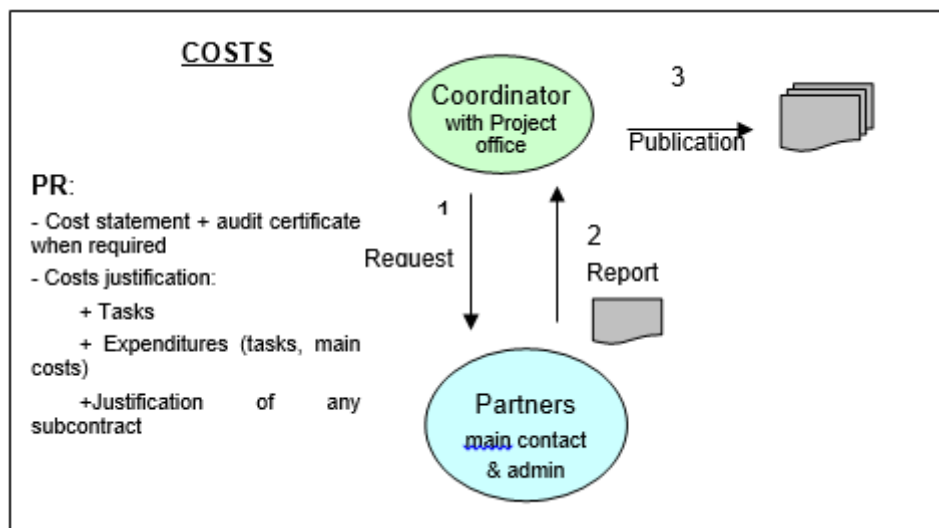 COSTS
PR:
- Cost statement + audit certificate
when required
- Costs justification:
+ Tasks
+ Expenditures (tasks, main
costs)
+Justification of any
subcontract
Coordinator
with Project
office
3
Publication
1
Request
2
Report
Partners
main contact
& admin